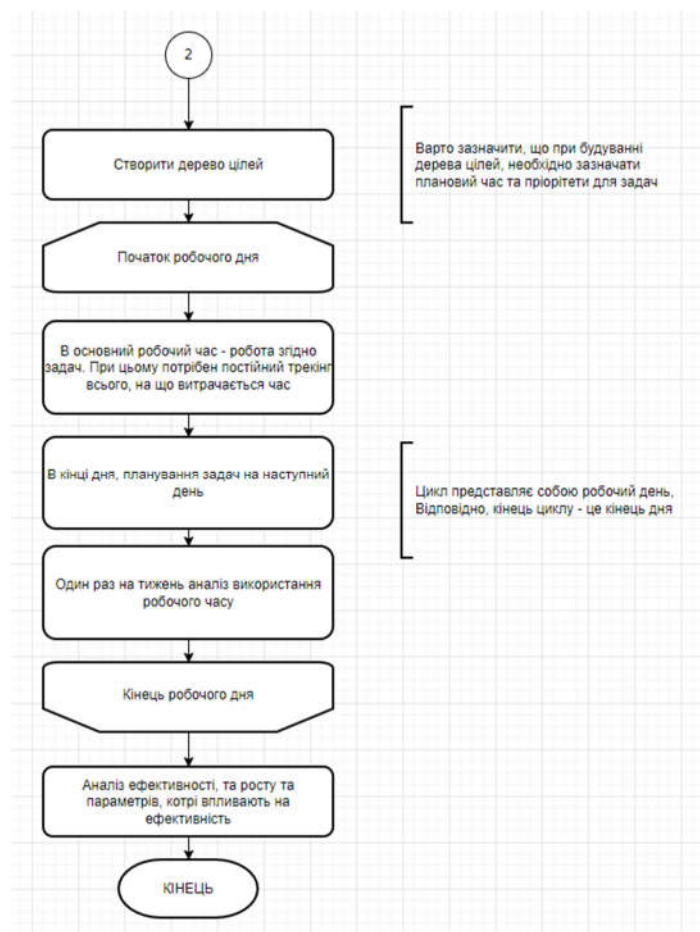 2
Створити дерево цілей
Варто зазначити, що при будуванні
дерева цілей, необхідно зазначати
плановий час та пріорітети для задач
Початок робочого дня
В основний робочий час - робота згідно
задач. При цьому потрібен постійний трекінг
всього, на що витрачається час
В кінці дня, планування задач на наступний
день
Цикл представляє собою робочий день,
Відповідно, кінець циклу - це кінець дня
Один раз на тиждень аналіз використання
робочого часу
Кінець робочого дня
Аналіз ефективності, та росту та
параметрів, котрі впливають на
ефективність
КІНЕЦЬ